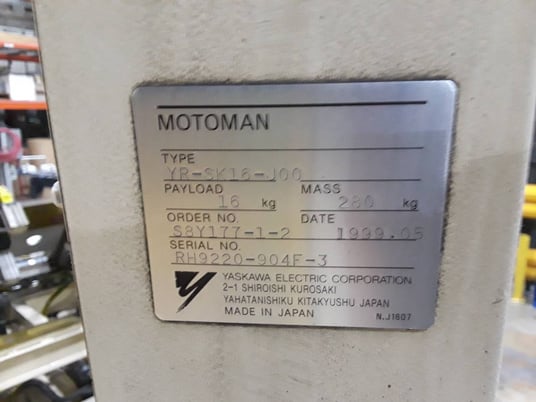 MOTOMAN
TYPE
YR-SK16-J00
PAYLOAD MASS
16 kg 280 kg
ORDER NO. DATE
S8Y177-1-2 1999.05
SERIAL NO.
RH9220-904F-3
YASKAWA ELECTRIC CORPORATION
2-1 SHIROISHI KUROSAKI
YAHATANISHIKU KITAKYUSHU JAPAN
MADE IN JAPAN N.J1607